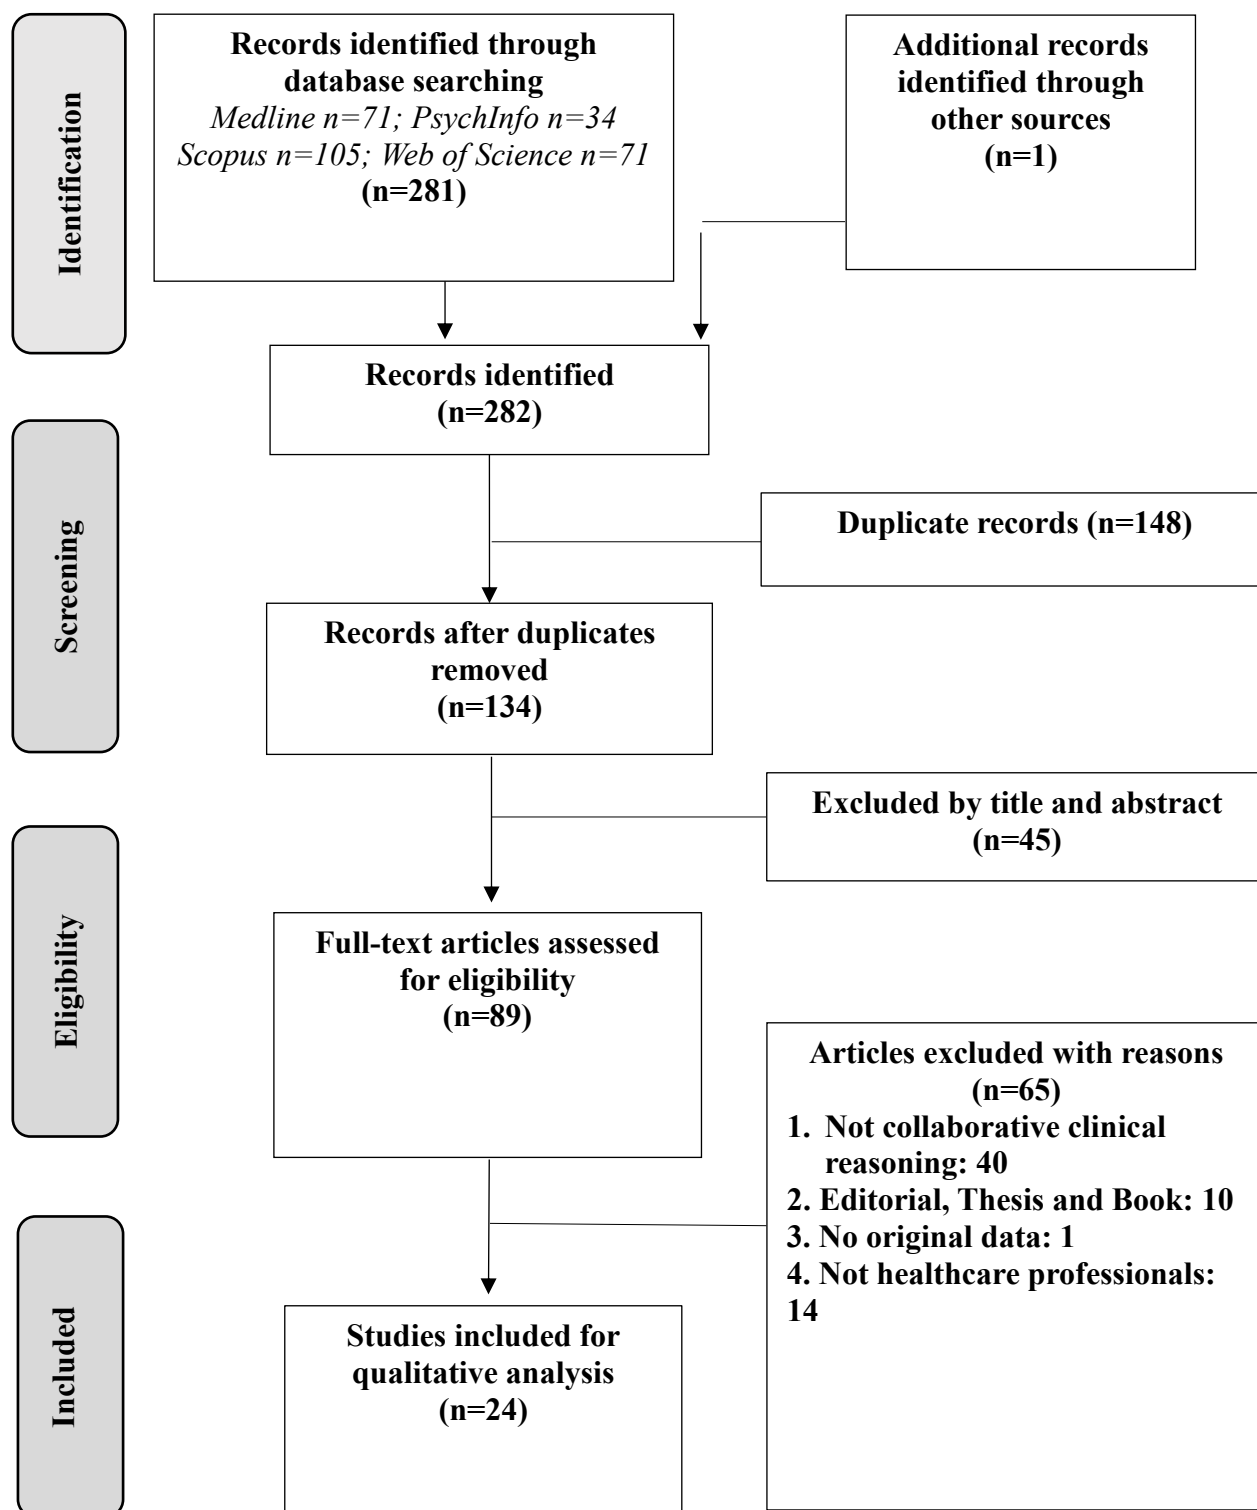 Identification
Records identified through
database searching
Medline n=71; PsychInfo n=34
Scopus n=105; Web of Science n=71
(n=281)
Additional records
identified through
other sources
(n=1)
Records identified
(n=282)
Screening
Duplicate records (n=148)
Records after duplicates
removed
(n=134)
Excluded by title and abstract
(n=45)
Eligibility
Full-text articles assessed
for eligibility
(n=89)
Articles excluded with reasons
(n=65)
1. Not collaborative clinical
reasoning: 40
2. Editorial, Thesis and Book: 10
3. No original data: 1
4. Not healthcare professionals:
14
Included
Studies included for
qualitative analysis
(n=24)